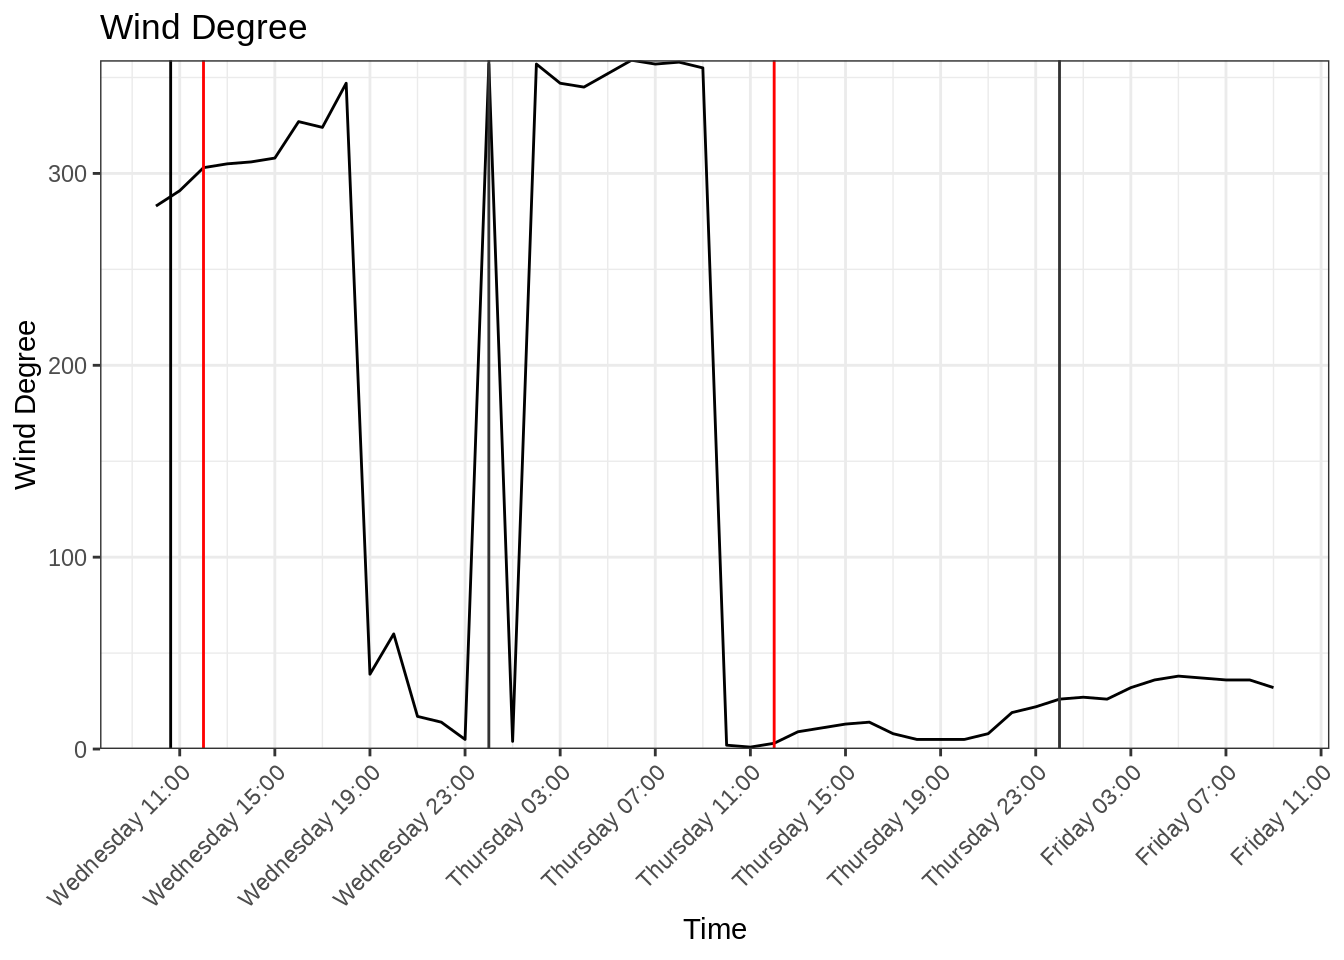 Wind Degree
Wind Degree
300
200
100
0
Wednesday 11:00
Wednesday 15:00
Wednesday 19:00
Wednesday 23:00
Thursday 03:00
Thursday 07:00
Thursday 11:00
Thursday 15:00
Thursday 19:00
Thursday 23:00
Friday 03:00
Friday 07:00
Friday 11:00
Time